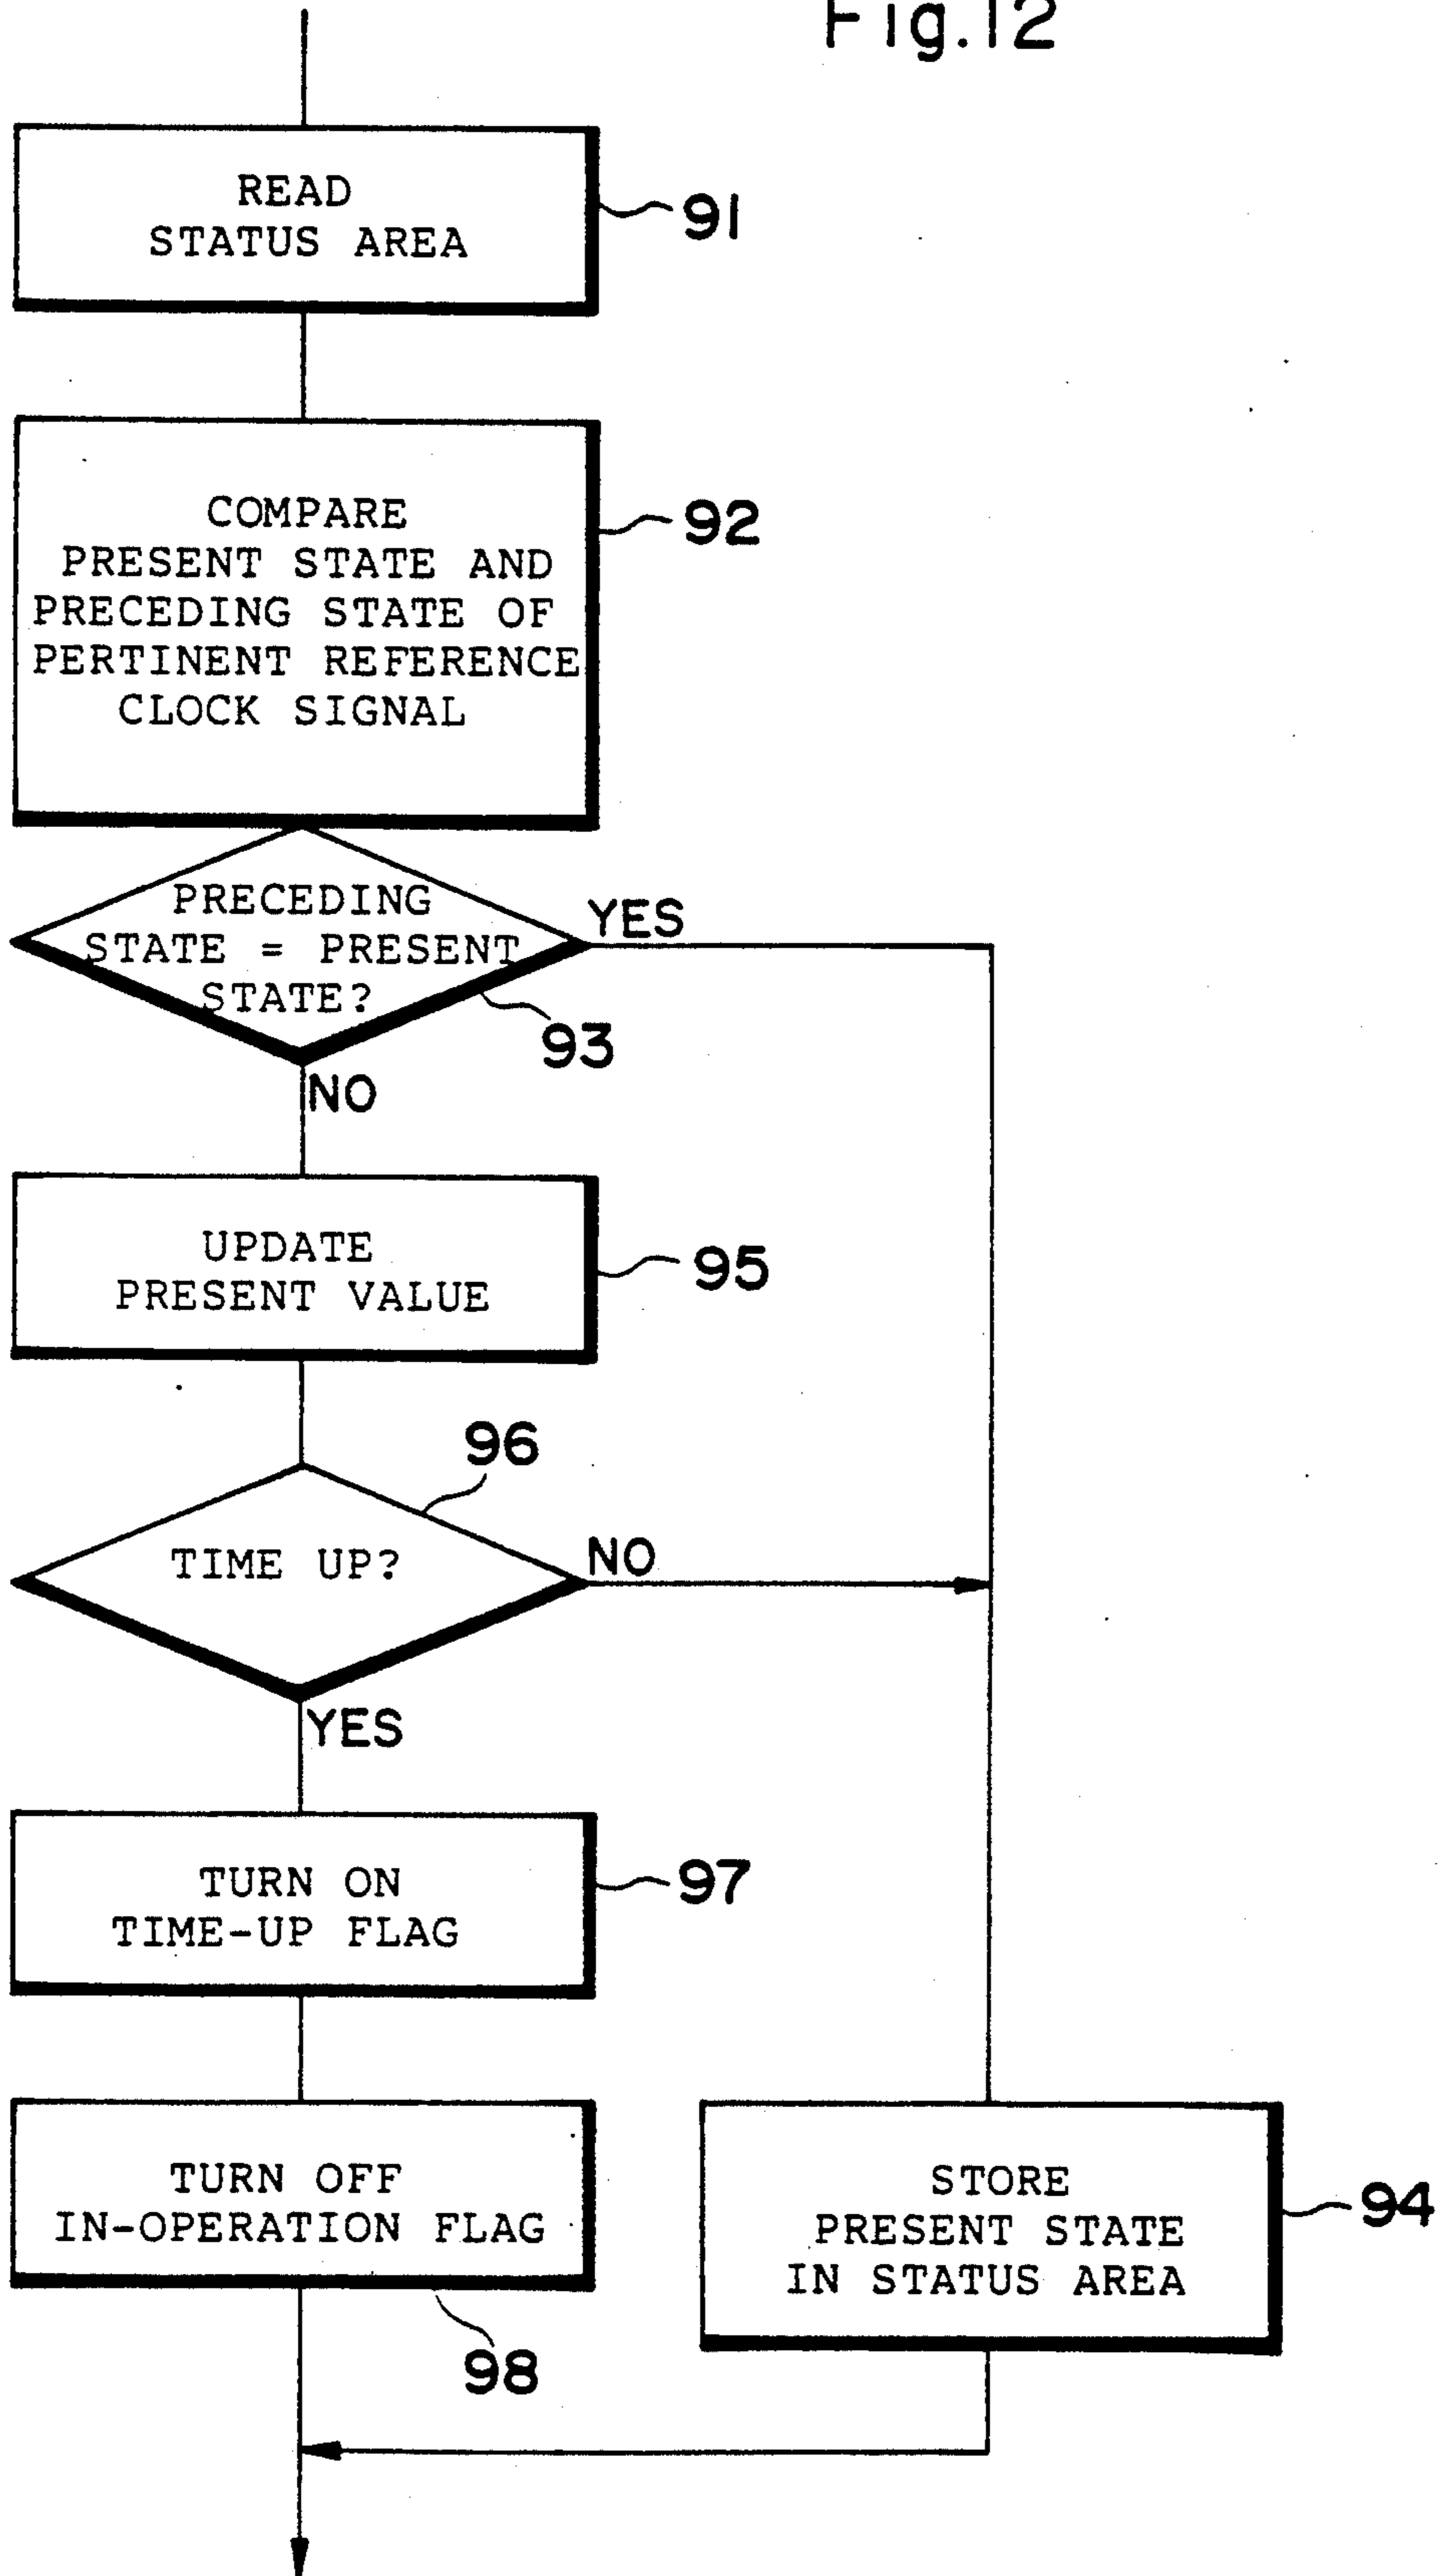 Fig.12
READ
STATUS AREA
91
COMPARE
PRESENT STATE AND
PRECEDING STATE OF
PERTINENT REFERENCE
CLOCK SIGNAL
92
PRECEDING
STATE = PRESENT
STATE?
YES
93
NO
UPDATE
PRESENT VALUE
95
96
TIME UP?
NO
YES
TURN ON
TIME-UP FLAG
97
TURN OFF
IN-OPERATION FLAG
98
STORE
PRESENT STATE
IN STATUS AREA
94